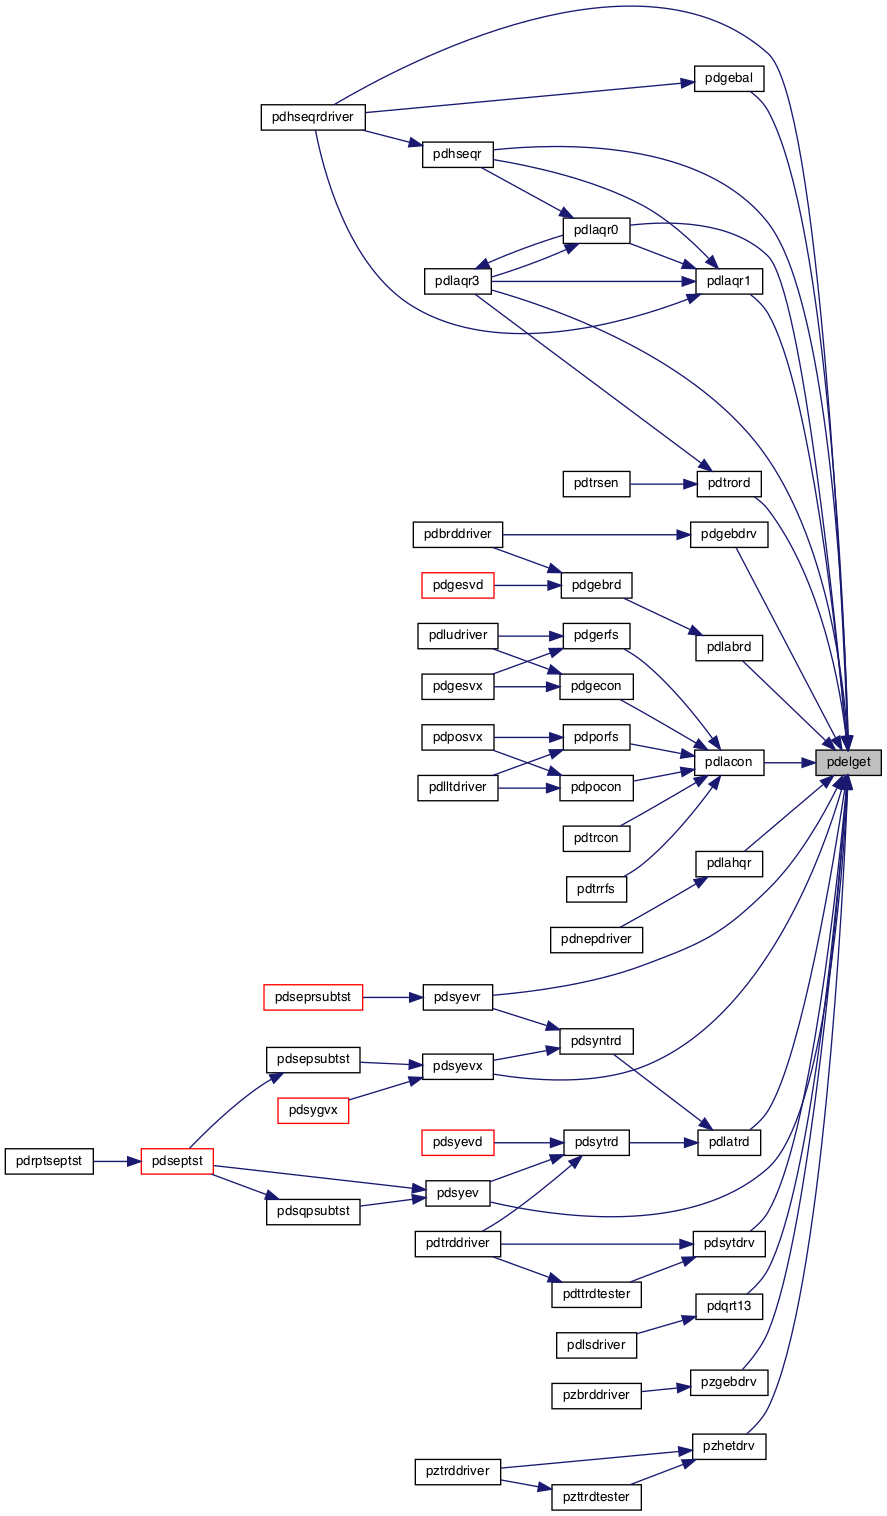 pdgebal
pdhseqrdriver
pdhseqr
pdlaqr0
pdlaqr3
pdlaqr1
pdtrsen
pdtrord
pdbrddriver
pdgebdrv
pdgesvd
pdgebrd
pdludriver
pdgerfs
pdlabrd
pdgesvx
pdgecon
pdposvx
pdporfs
pdlacon
pdelget
pdlltdriver
pdpocon
pdtrcon
pdlahqr
pdtrrfs
pdnepdriver
pdseprsubtst
pdsyevr
pdsyntrd
pdsepsubtst
pdsyevx
pdsygvx
pdsyevd
pdsytrd
pdlatrd
pdrptseptst
pdseptst
pdsyev
pdsqpsubtst
pdtrddriver
pdsytdrv
pdttrdtester
pdqrt13
pdlsdriver
pzgebdrv
pzbrddriver
pzhetdrv
pztrddriver
pzttrdtester